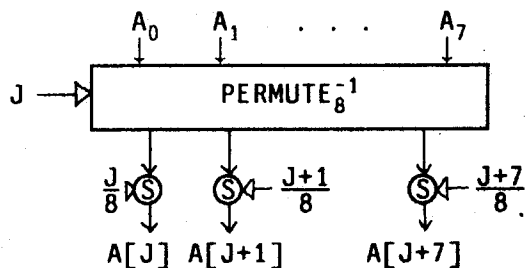 A₀ A₁ . . . A₇
J
PERMUTE₈⁻¹
J/8 S S J+1/8 S J+7/8 .
A[J] A[J+1] A[J+7]